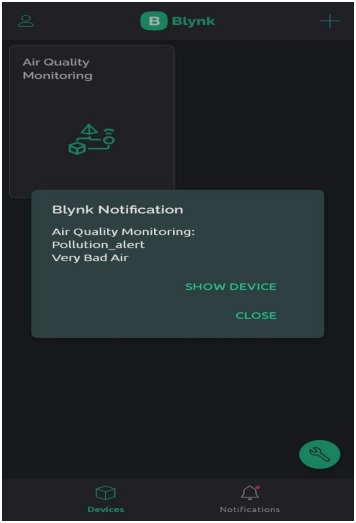 B Blynk
Air Quality
Monitoring
Blynk Notification
Air Quality Monitoring:
Pollution_alert
Very Bad Air
SHOW DEVICE
CLOSE
Devices
Notifications